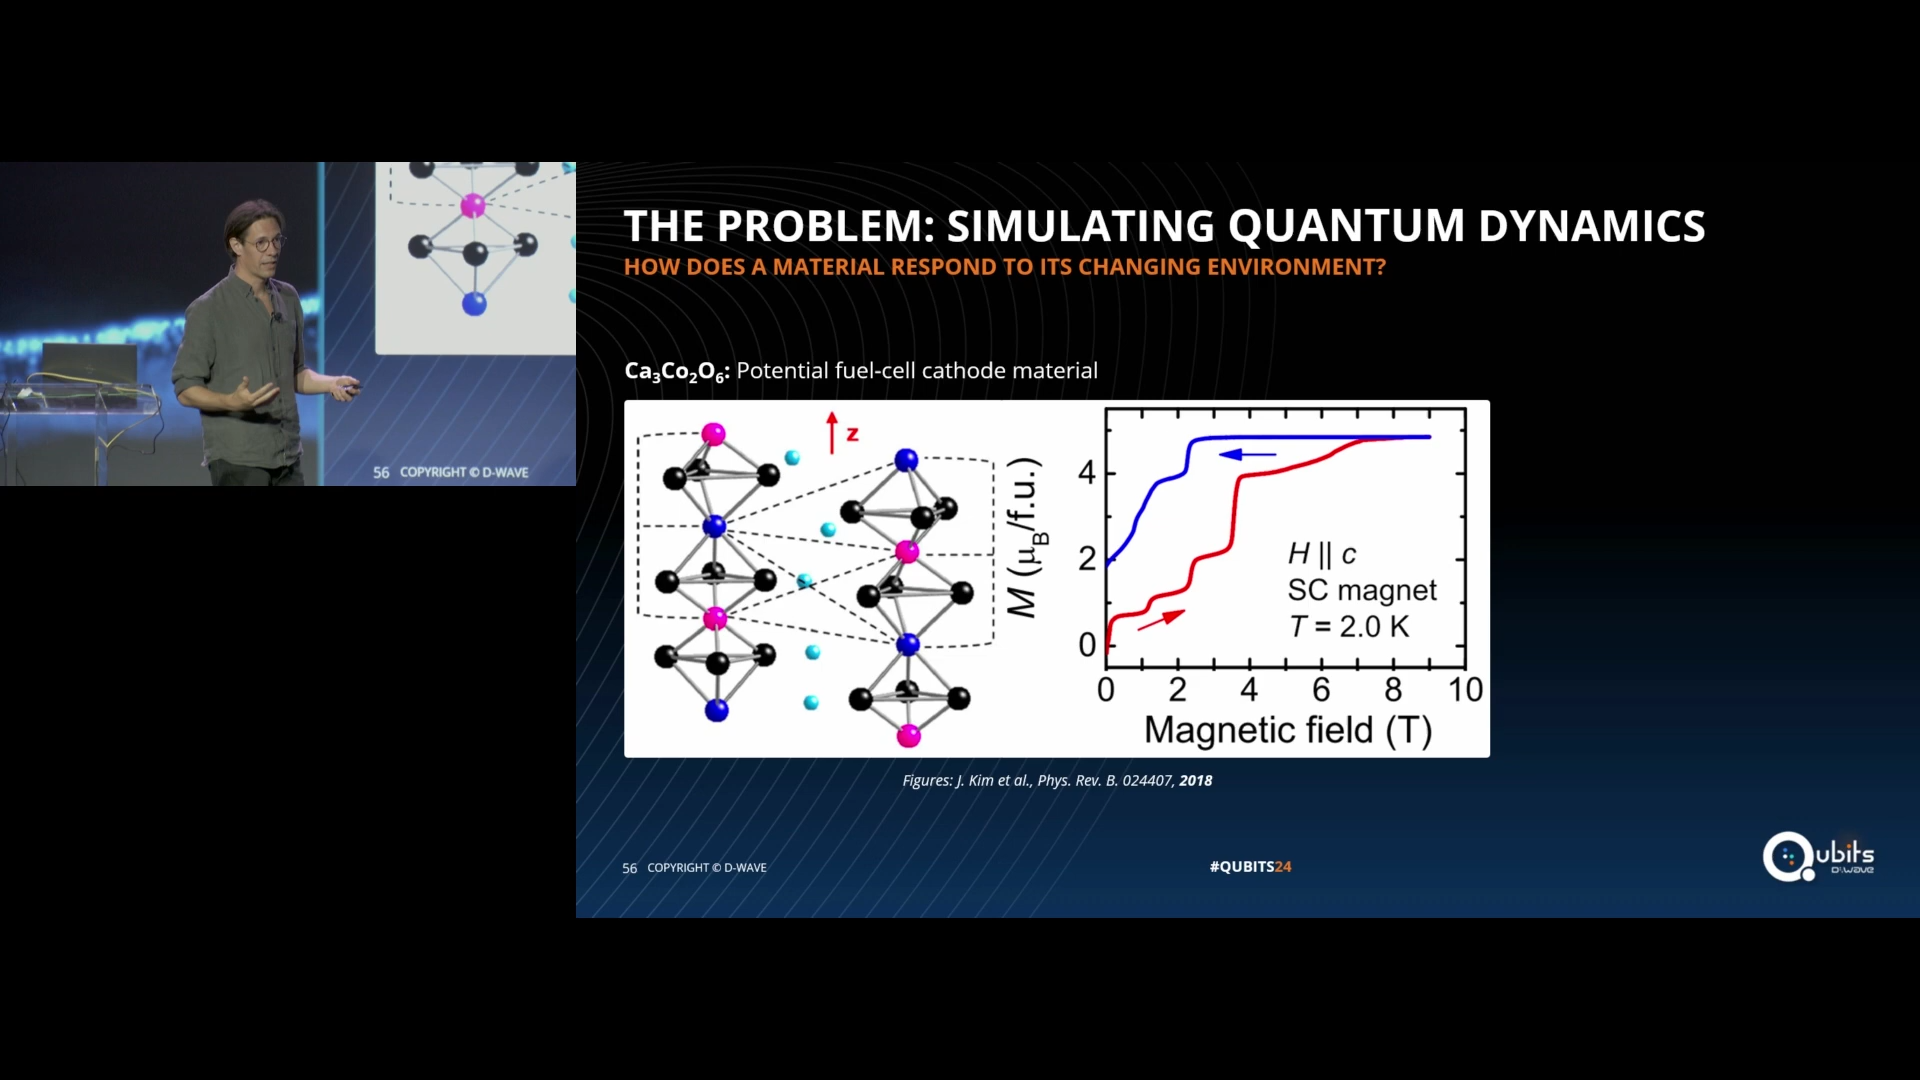 56 COPYRIGHT © D-WAVE
THE PROBLEM: SIMULATING QUANTUM DYNAMICS
HOW DOES A MATERIAL RESPOND TO ITS CHANGING ENVIRONMENT?
Ca₃Co₂O₆: Potential fuel-cell cathode material
z
M (μB/f.u.)
4
2
0
H || c
SC magnet
T = 2.0 K
0 2 4 6 8 10
Magnetic field (T)
Figures: J. Kim et al., Phys. Rev. B. 024407, 2018
56 COPYRIGHT © D-WAVE
#QUBITS24
Qubits
D:Wave